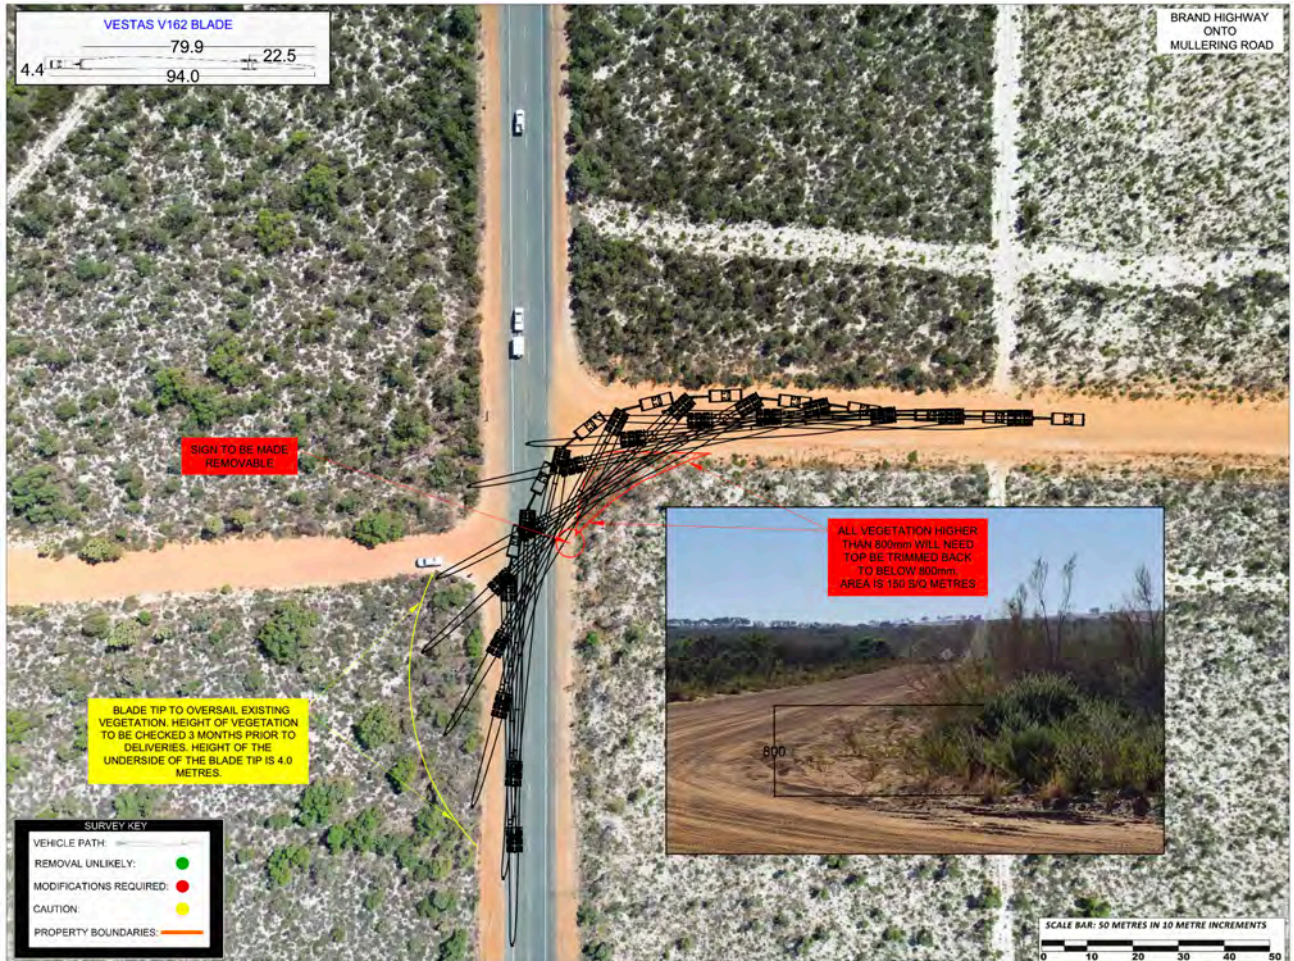 VESTAS V162 BLADE
79.9
22.5
4.4
94.0
BRAND HIGHWAY
ONTO
MULLERING ROAD
SIGN TO BE MADE
REMOVABLE
ALL VEGETATION HIGHER
THAN 800mm WILL NEED
TOP BE TRIMMED BACK
TO BELOW 800mm.
AREA IS 150 S/Q METRES
800
BLADE TIP TO OVERSAIL EXISTING
VEGETATION. HEIGHT OF VEGETATION
TO BE CHECKED 3 MONTHS PRIOR TO
DELIVERIES. HEIGHT OF THE
UNDERSIDE OF THE BLADE TIP IS 4.0
METRES.
SURVEY KEY
VEHICLE PATH:
REMOVAL UNLIKELY:
MODIFICATIONS REQUIRED:
CAUTION:
PROPERTY BOUNDARIES:
SCALE BAR: 50 METRES IN 10 METRE INCREMENTS
0 10 20 30 40 50